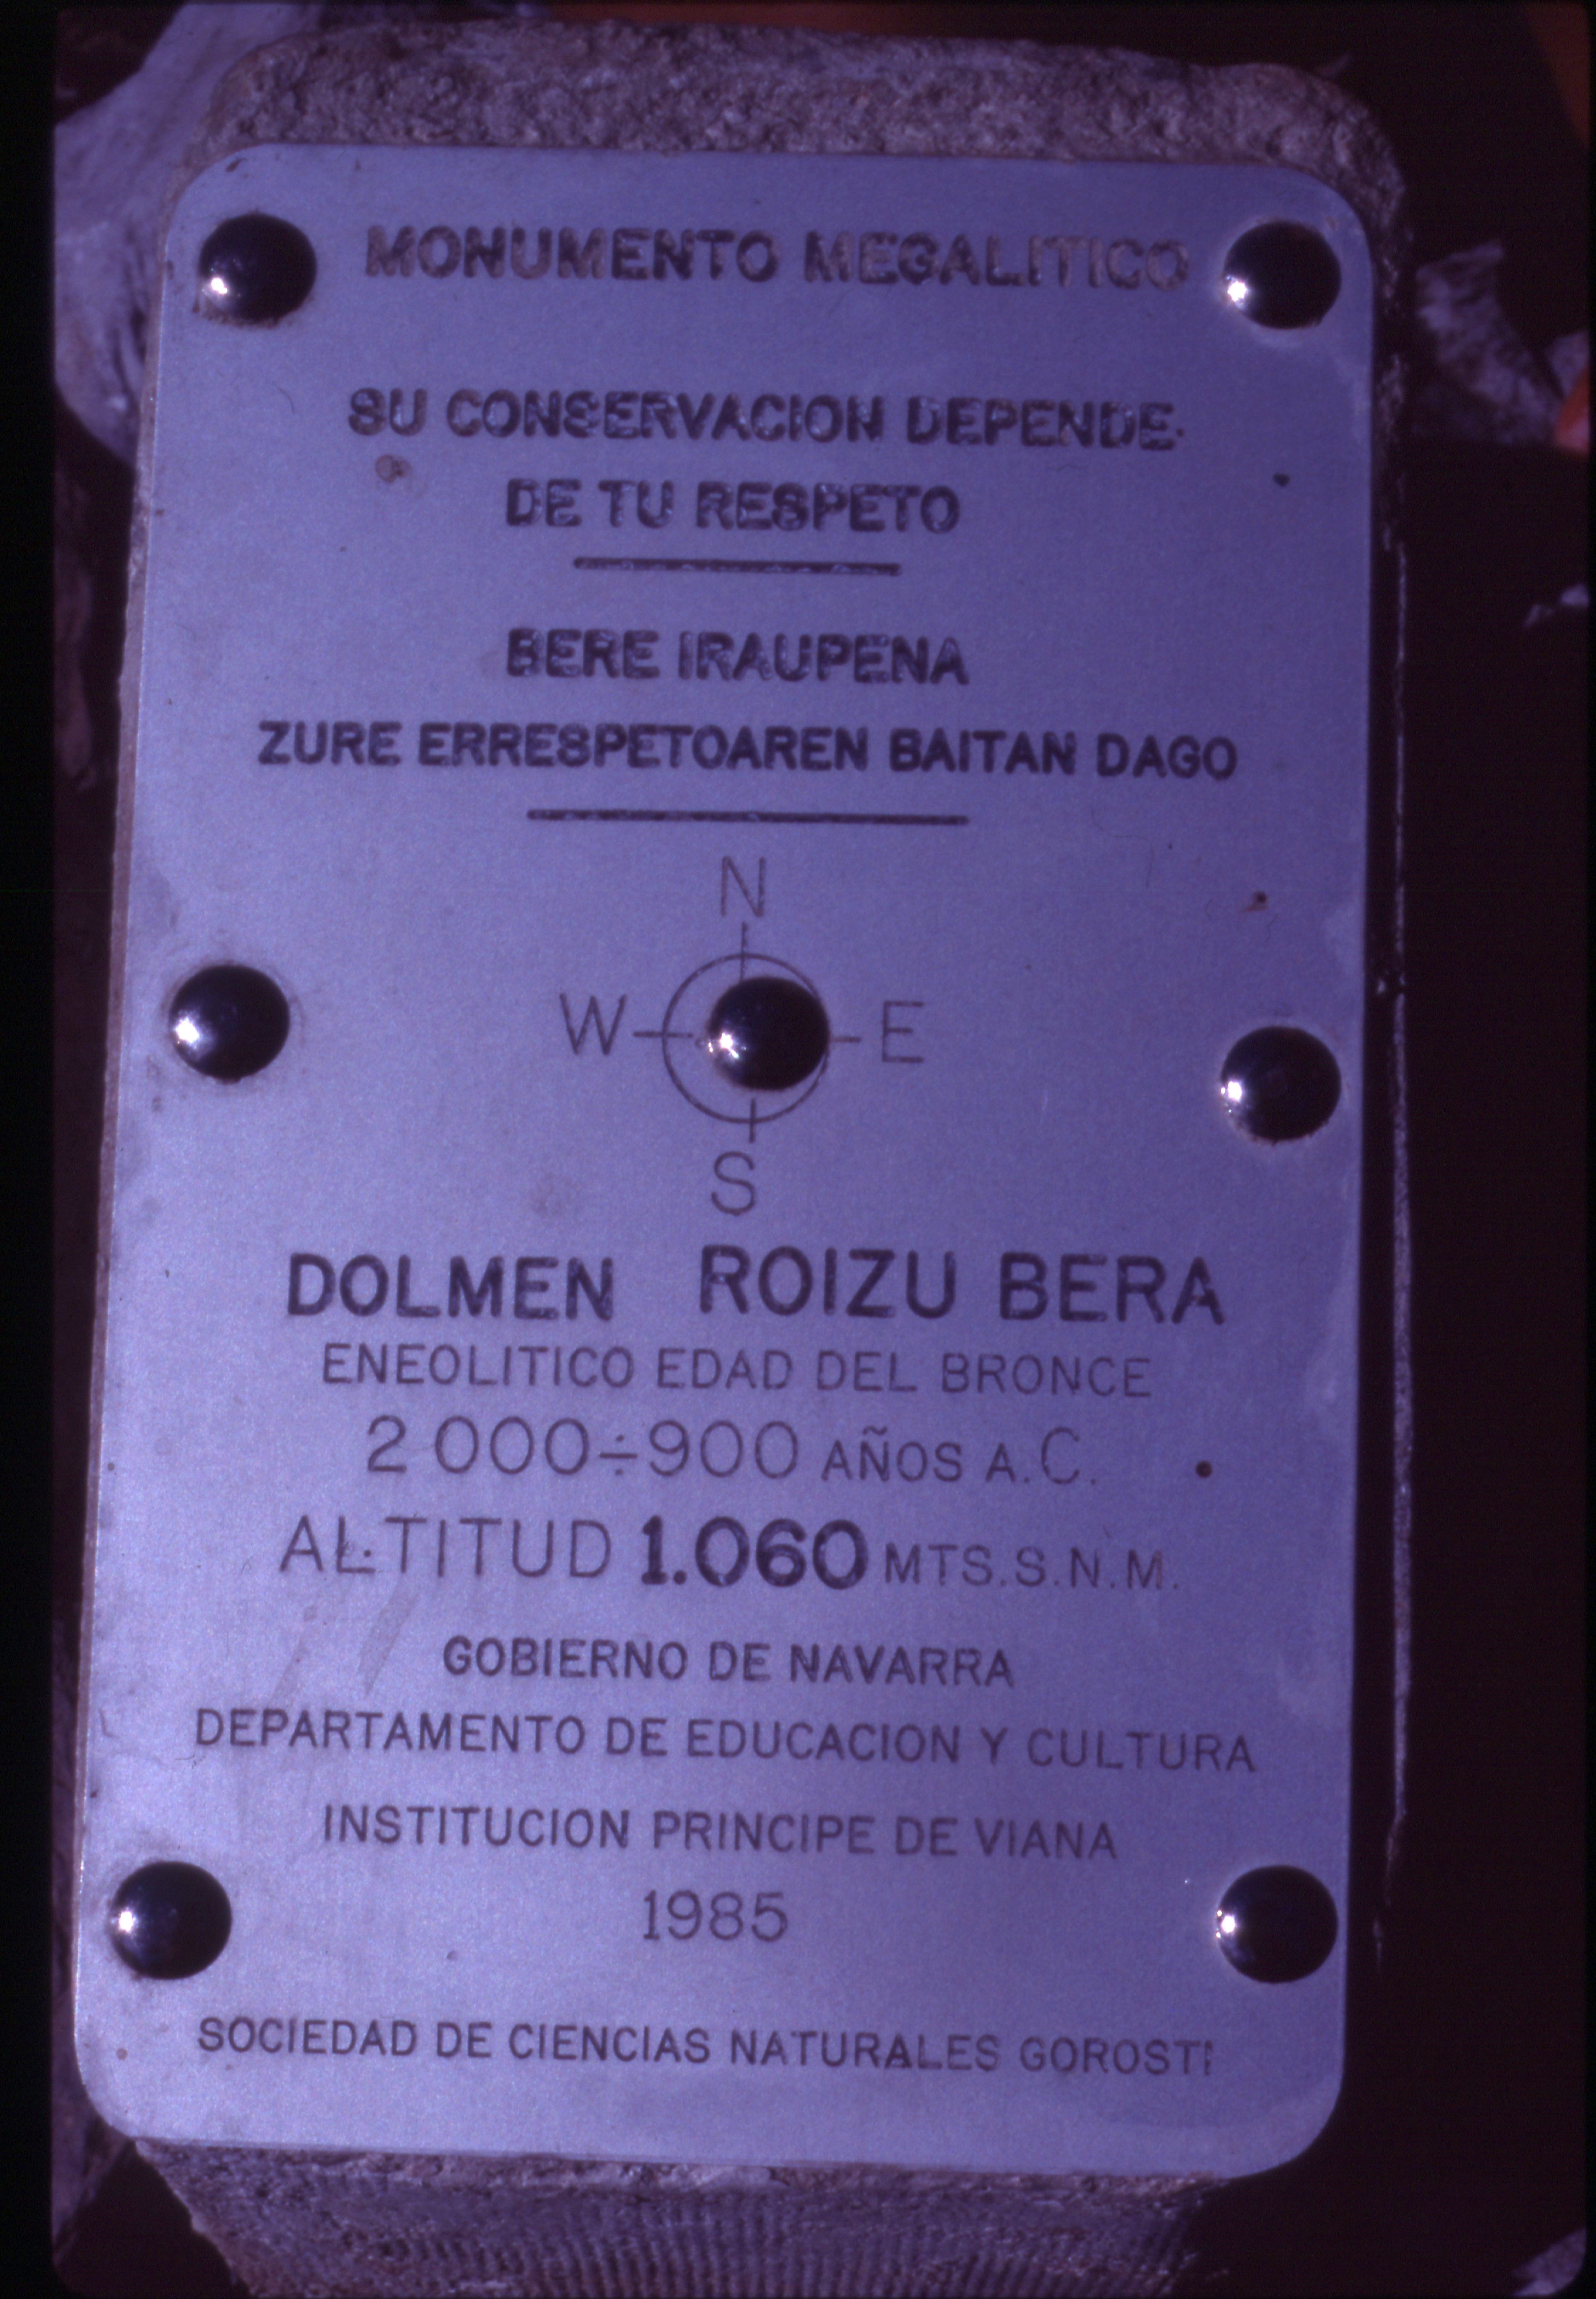 MONUMENTO MEGALITICO
SU CONSERVACION DEPENDE
DE TU RESPETO
BERE IRAUPENA
ZURE ERRESPETOAREN BAITAN DAGO
N
W E
S
DOLMEN ROIZU BERA
ENEOLITICO EDAD DEL BRONCE
2 000÷900 AÑOS A.C.
ALTITUD 1.060 MTS.S.N.M.
GOBIERNO DE NAVARRA
DEPARTAMENTO DE EDUCACION Y CULTURA
INSTITUCION PRINCIPE DE VIANA
1985
SOCIEDAD DE CIENCIAS NATURALES GOROSTI